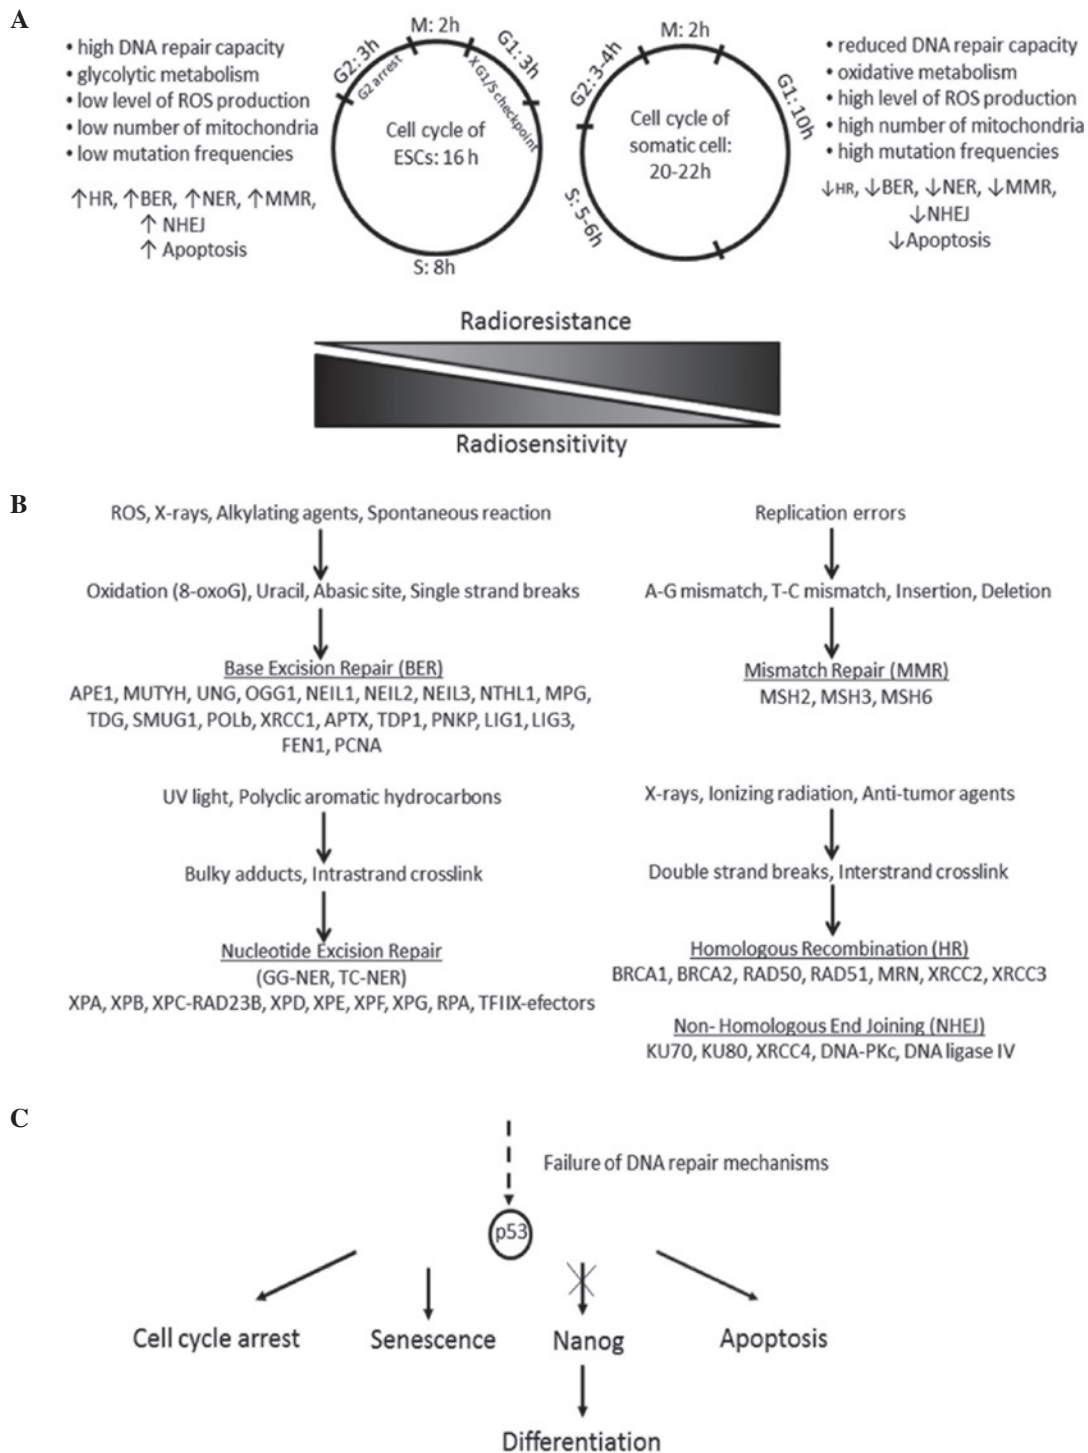 A
• high DNA repair capacity
• glycolytic metabolism
• low level of ROS production
• low number of mitochondria
• low mutation frequencies
↑HR, ↑BER, ↑NER, ↑MMR,
↑ NHEJ
↑ Apoptosis
M: 2h
G1: 3h
X G1/S checkpoint
G2: 3h
G2 arrest
Cell cycle of
ESCs: 16 h
S: 8h
M: 2h
G2: 3-4h
G1: 10h
Cell cycle of
somatic cell:
20-22h
S: 5-6h
• reduced DNA repair capacity
• oxidative metabolism
• high level of ROS production
• high number of mitochondria
• high mutation frequencies
↓HR, ↓BER, ↓NER, ↓MMR,
↓NHEJ
↓Apoptosis
Radioresistance
Radiosensitivity
B
ROS, X-rays, Alkylating agents, Spontaneous reaction
Oxidation (8-oxoG), Uracil, Abasic site, Single strand breaks
Base Excision Repair (BER)
APE1, MUTYH, UNG, OGG1, NEIL1, NEIL2, NEIL3, NTHL1, MPG,
TDG, SMUG1, POLb, XRCC1, APTX, TDP1, PNKP, LIG1, LIG3,
FEN1, PCNA
Replication errors
A-G mismatch, T-C mismatch, Insertion, Deletion
Mismatch Repair (MMR)
MSH2, MSH3, MSH6
UV light, Polyclic aromatic hydrocarbons
Bulky adducts, Intrastrand crosslink
Nucleotide Excision Repair
(GG-NER, TC-NER)
XPA, XPB, XPC-RAD23B, XPD, XPE, XPF, XPG, RPA, TFIIX-efectors
X-rays, Ionizing radiation, Anti-tumor agents
Double strand breaks, Interstrand crosslink
Homologous Recombination (HR)
BRCA1, BRCA2, RAD50, RAD51, MRN, XRCC2, XRCC3
Non- Homologous End Joining (NHEJ)
KU70, KU80, XRCC4, DNA-PKc, DNA ligase IV
C
Failure of DNA repair mechanisms
p53
Cell cycle arrest
Senescence
Nanog
Apoptosis
Differentiation